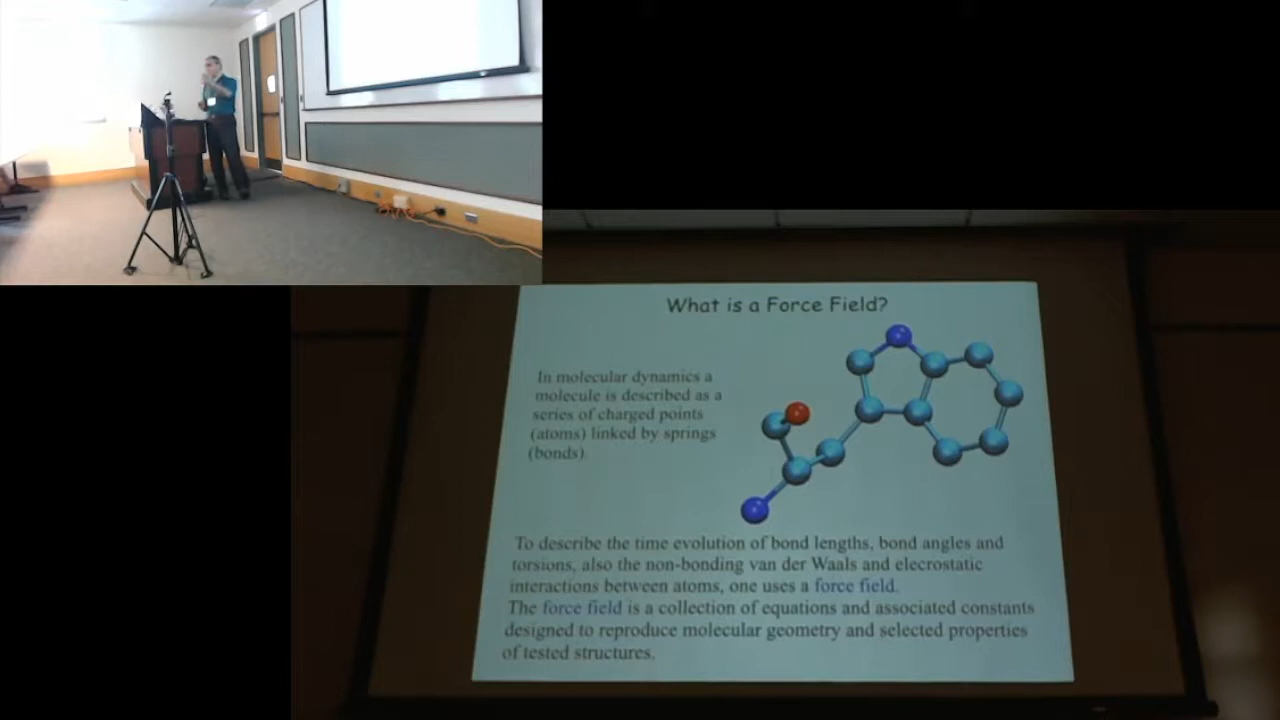 What is a Force Field?
In molecular dynamics a
molecule is described as a
series of charged points
(atoms) linked by springs
(bonds).
To describe the time evolution of bond lengths, bond angles and
torsions, also the non-bonding van der Waals and elecrostatic
interactions between atoms, one uses a force field.
The force field is a collection of equations and associated constants
designed to reproduce molecular geometry and selected properties
of tested structures.